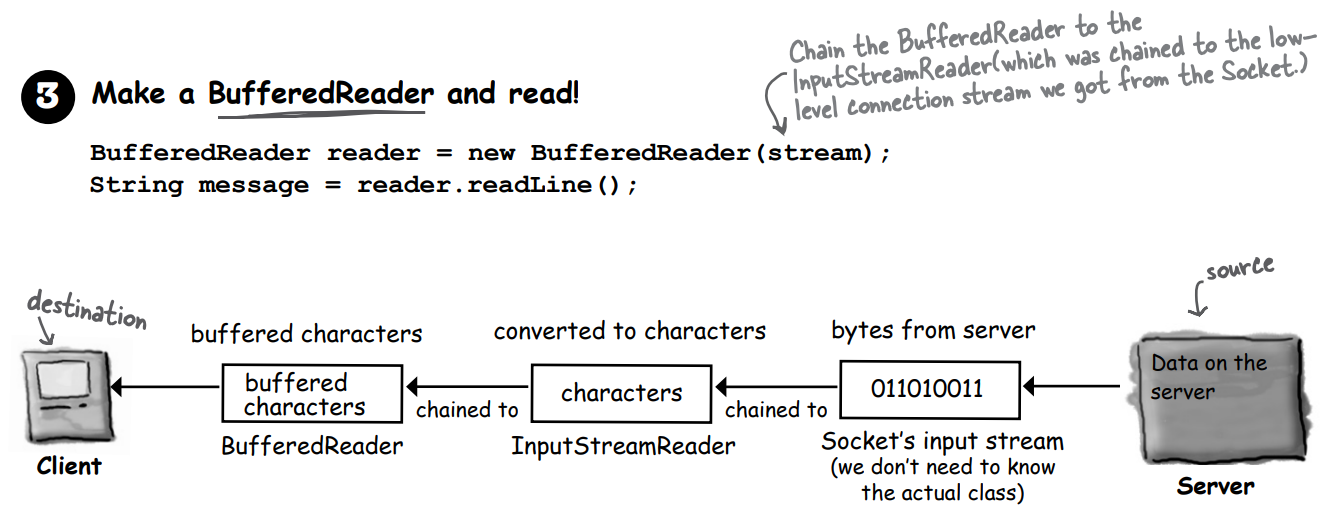 Chain the BufferedReader to the
InputStreamReader(which was chained to the low-
level connection stream we got from the Socket.)
3 Make a BufferedReader and read!
BufferedReader reader = new BufferedReader(stream);
String message = reader.readLine();
destination
source
buffered characters
converted to characters
bytes from server
buffered
characters
characters
011010011
Data on the
server
chained to
chained to
BufferedReader
InputStreamReader
Socket's input stream
(we don't need to know
the actual class)
Client
Server